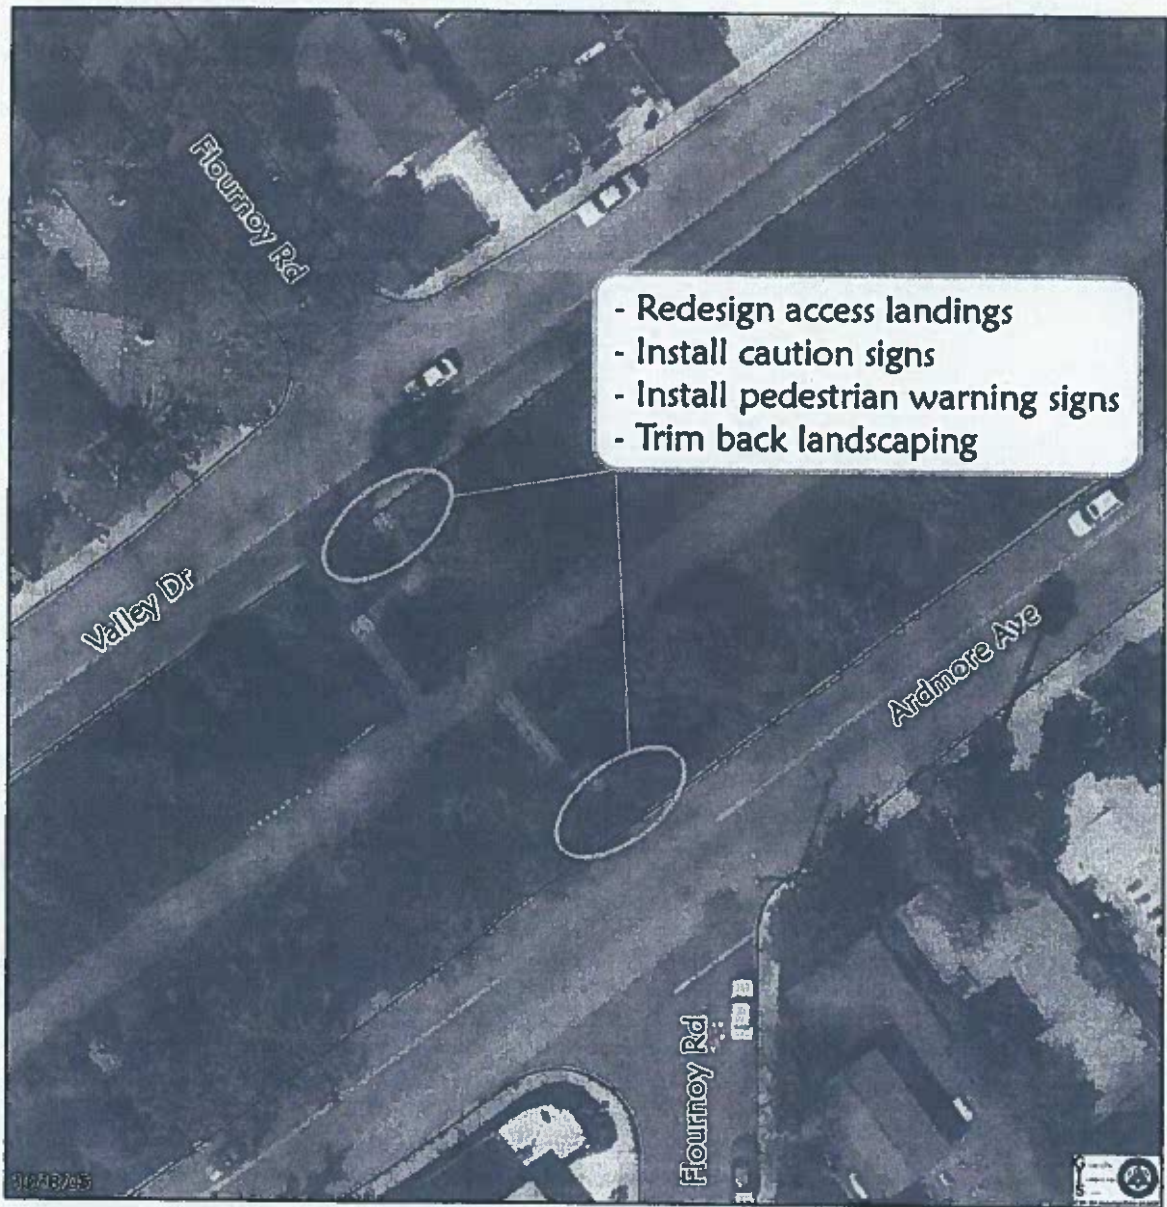 Flournoy Rd
- Redesign access landings
- Install caution signs
- Install pedestrian warning signs
- Trim back landscaping
Valley Dr
Ardmore Ave
Flournoy Rd